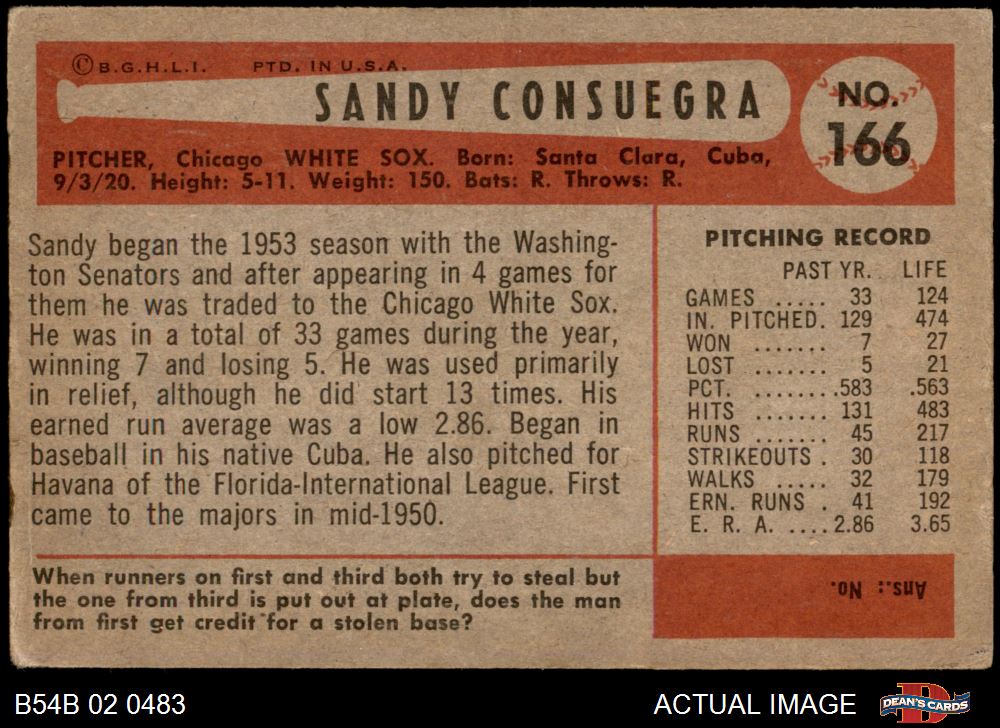 ©B.G.H.L.I. PTD. IN U.S.A.
SANDY CONSUEGRA
NO.
166
PITCHER, Chicago WHITE SOX. Born: Santa Clara, Cuba,
9/3/20. Height: 5-11. Weight: 150. Bats: R. Throws: R.
Sandy began the 1953 season with the Washing-
ton Senators and after appearing in 4 games for
them he was traded to the Chicago White Sox.
He was in a total of 33 games during the year,
winning 7 and losing 5. He was used primarily
in relief, although he did start 13 times. His
earned run average was a low 2.86. Began in
baseball in his native Cuba. He also pitched for
Havana of the Florida-International League. First
came to the majors in mid-1950.
PITCHING RECORD
PAST YR. LIFE
GAMES ..... 33 124
IN. PITCHED. 129 474
WON ....... 7 27
LOST ....... 5 21
PCT. ........583 .563
HITS ....... 131 483
RUNS ....... 45 217
STRIKEOUTS . 30 118
WALKS ..... 32 179
ERN. RUNS . 41 192
E. R. A. ....2.86 3.65
When runners on first and third both try to steal but
the one from third is put out at plate, does the man
from first get credit for a stolen base?
Ans.: No.
B54B 02 0483
ACTUAL IMAGE
DEAN'S CARDS